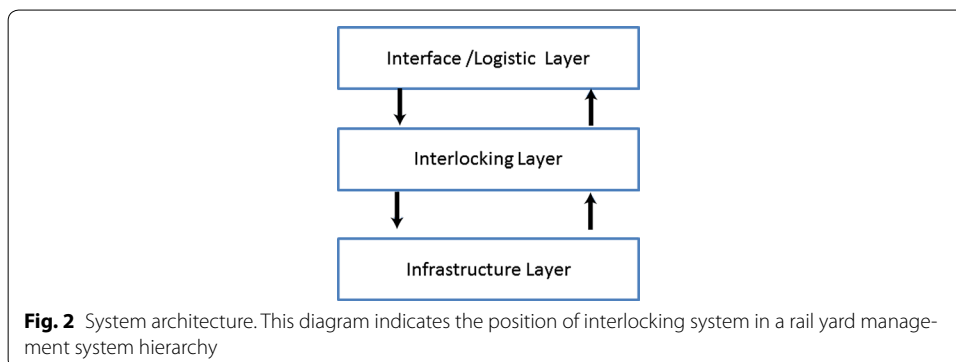 Interface /Logistic Layer
Interlocking Layer
Infrastructure Layer
Fig. 2 System architecture. This diagram indicates the position of interlocking system in a rail yard manage-
ment system hierarchy